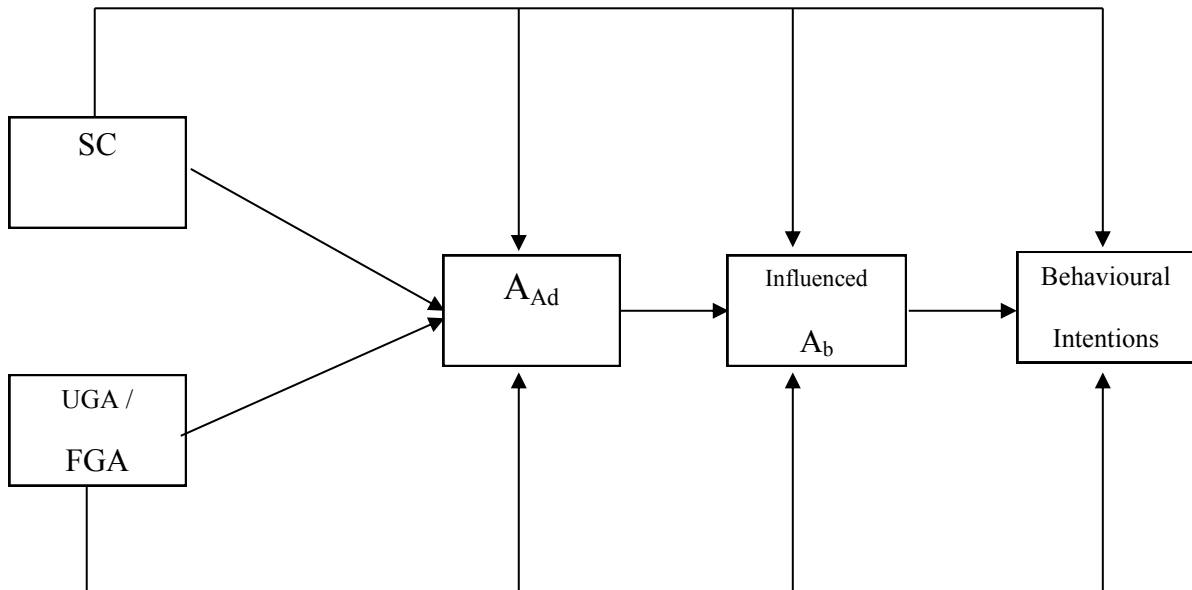 SC
UGA /
FGA
A_Ad
Influenced
A_b
Behavioural
Intentions